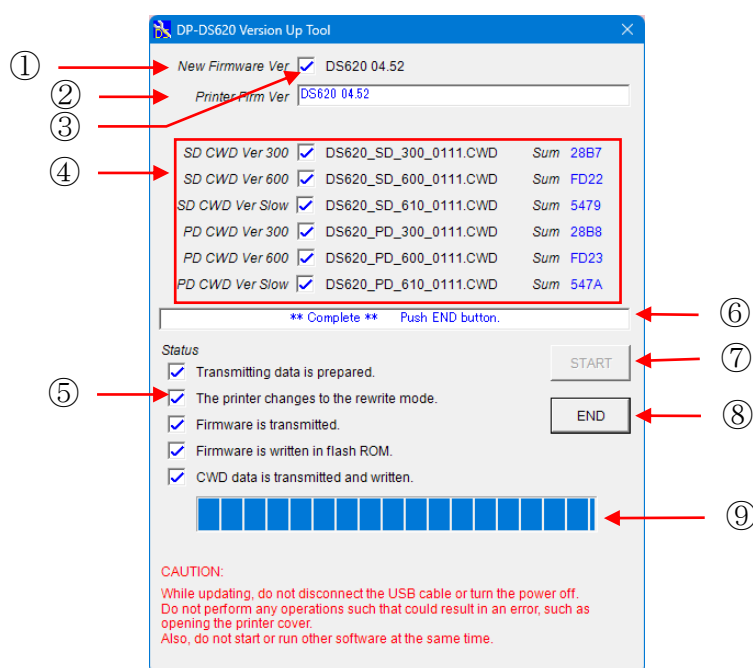 DP-DS620 Version Up Tool
① New Firmware Ver DS620 04.52
② Printer Firm Ver DS620 04.52
③
④ SD CWD Ver 300 DS620_SD_300_0111.CWD Sum 28B7
SD CWD Ver 600 DS620_SD_600_0111.CWD Sum FD22
SD CWD Ver Slow DS620_SD_610_0111.CWD Sum 5479
PD CWD Ver 300 DS620_PD_300_0111.CWD Sum 28B8
PD CWD Ver 600 DS620_PD_600_0111.CWD Sum FD23
PD CWD Ver Slow DS620_PD_610_0111.CWD Sum 547A
** Complete ** Push END button. ⑥
Status
Transmitting data is prepared. START ⑦
⑤ The printer changes to the rewrite mode.
Firmware is transmitted. END ⑧
Firmware is written in flash ROM.
CWD data is transmitted and written.
⑨
CAUTION:
While updating, do not disconnect the USB cable or turn the power off.
Do not perform any operations such that could result in an error, such as
opening the printer cover.
Also, do not start or run other software at the same time.